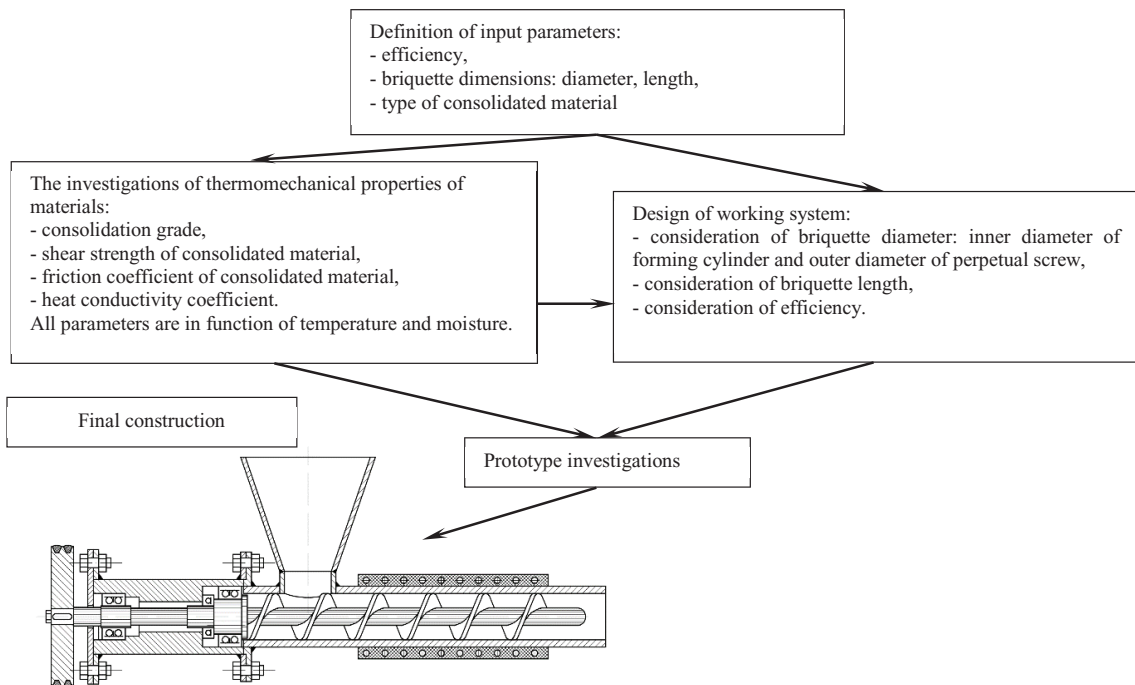 Definition of input parameters:
- efficiency,
- briquette dimensions: diameter, length,
- type of consolidated material
The investigations of thermomechanical properties of
materials:
- consolidation grade,
- shear strength of consolidated material,
- friction coefficient of consolidated material,
- heat conductivity coefficient.
All parameters are in function of temperature and moisture.
Design of working system:
- consideration of briquette diameter: inner diameter of
forming cylinder and outer diameter of perpetual screw,
- consideration of briquette length,
- consideration of efficiency.
Final construction
Prototype investigations